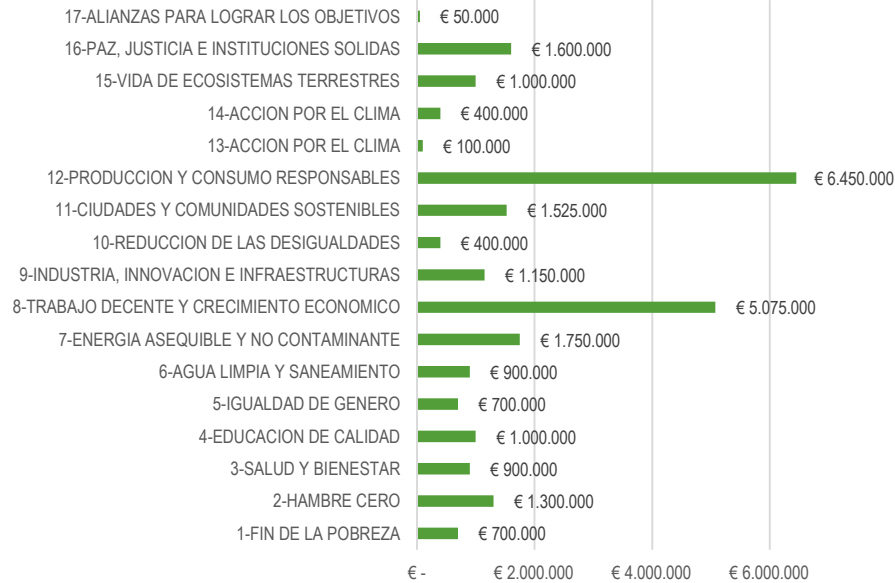 17-ALIANZAS PARA LOGRAR LOS OBJETIVOS € 50.000
16-PAZ, JUSTICIA E INSTITUCIONES SOLIDAS € 1.600.000
15-VIDA DE ECOSISTEMAS TERRESTRES € 1.000.000
14-ACCION POR EL CLIMA € 400.000
13-ACCION POR EL CLIMA € 100.000
12-PRODUCCION Y CONSUMO RESPONSABLES € 6.450.000
11-CIUDADES Y COMUNIDADES SOSTENIBLES € 1.525.000
10-REDUCCION DE LAS DESIGUALDADES € 400.000
9-INDUSTRIA, INNOVACION E INFRAESTRUCTURAS € 1.150.000
8-TRABAJO DECENTE Y CRECIMIENTO ECONOMICO € 5.075.000
7-ENERGIA ASEQUIBLE Y NO CONTAMINANTE € 1.750.000
6-AGUA LIMPIA Y SANEAMIENTO € 900.000
5-IGUALDAD DE GENERO € 700.000
4-EDUCACION DE CALIDAD € 1.000.000
3-SALUD Y BIENESTAR € 900.000
2-HAMBRE CERO € 1.300.000
1-FIN DE LA POBREZA € 700.000
€ - € 2.000.000 € 4.000.000 € 6.000.000